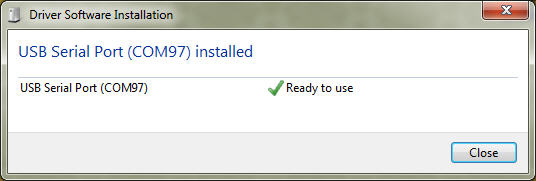 Driver Software Installation
USB Serial Port (COM97) installed
USB Serial Port (COM97) Ready to use
Close